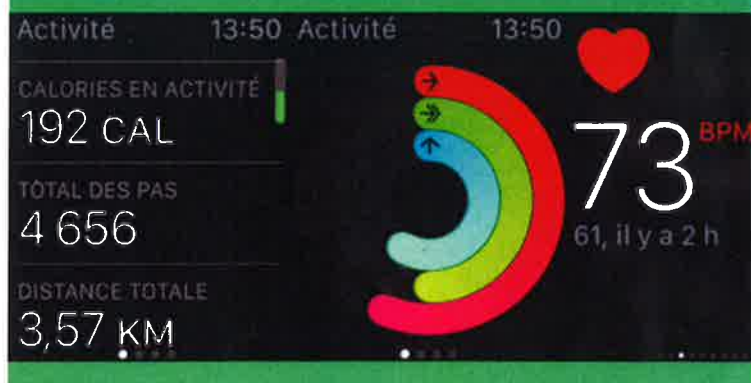 Activité 13:50
CALORIES EN ACTIVITÉ
192 CAL
TOTAL DES PAS
4 656
DISTANCE TOTALE
3,57 KM
Activité 13:50
73 BPM
61, il y a 2 h